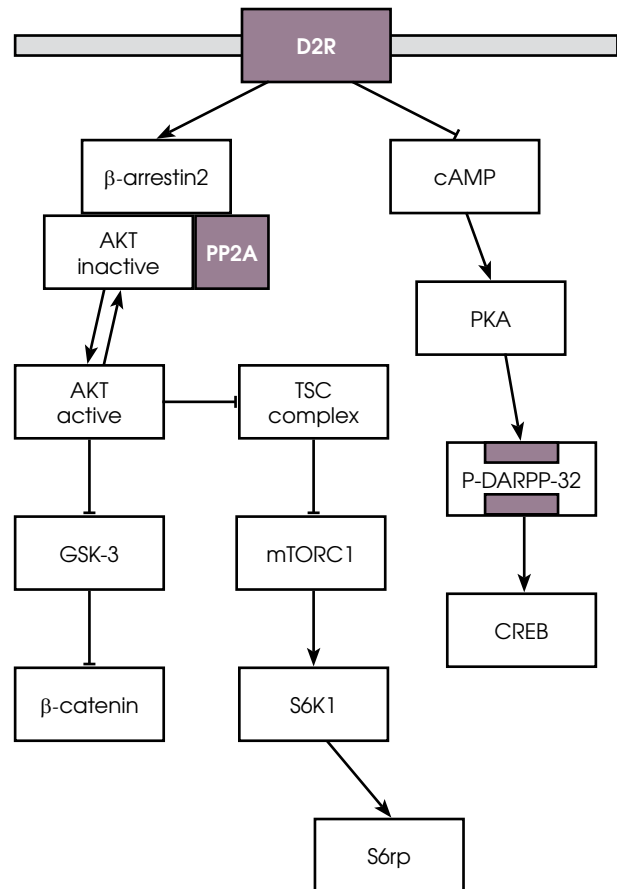 D2R
β-arrestin2
cAMP
AKT
inactive
PP2A
PKA
AKT
active
TSC
complex
P-DARPP-32
GSK-3
mTORC1
CREB
β-catenin
S6K1
S6rp